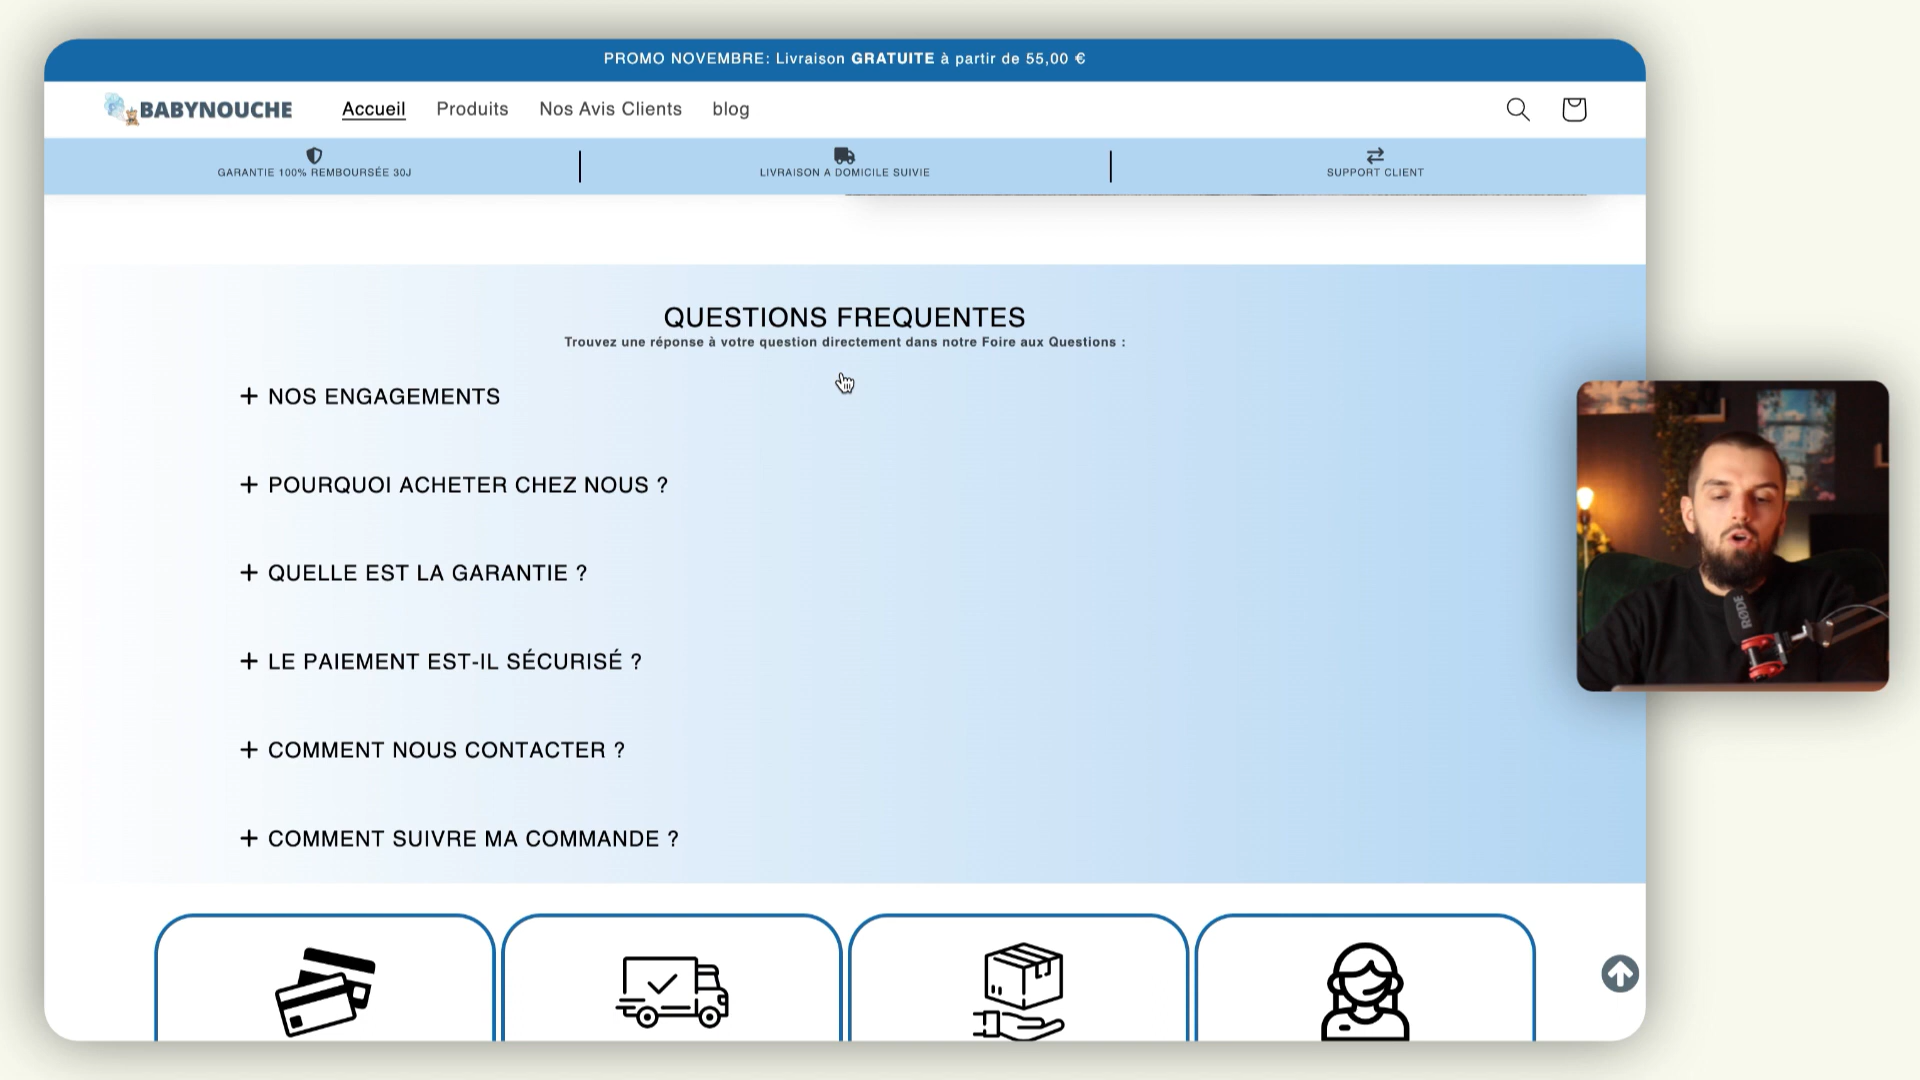 PROMO NOVEMBRE: Livraison GRATUITE à partir de 55,00 €
BABYNOUCHE
Accueil
Produits
Nos Avis Clients
blog
GARANTIE 100% REMBOURSÉE 30J
LIVRAISON A DOMICILE SUIVIE
SUPPORT CLIENT
QUESTIONS FREQUENTES
Trouvez une réponse à votre question directement dans notre Foire aux Questions :
NOS ENGAGEMENTS
POURQUOI ACHETER CHEZ NOUS ?
QUELLE EST LA GARANTIE ?
LE PAIEMENT EST-IL SÉCURISÉ ?
COMMENT NOUS CONTACTER ?
COMMENT SUIVRE MA COMMANDE ?
RØDE